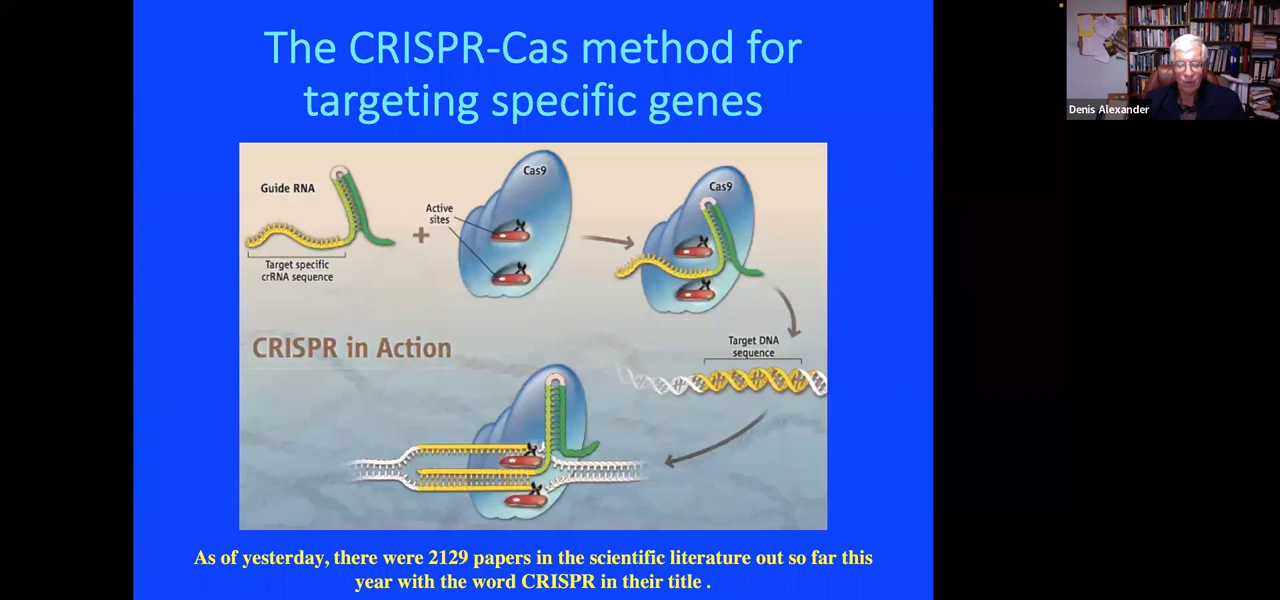 The CRISPR-Cas method for
targeting specific genes
Guide RNA
Target specific
crRNA sequence
+
Active
sites
Cas9
Cas9
CRISPR in Action
Target DNA
sequence
As of yesterday, there were 2129 papers in the scientific literature out so far this
year with the word CRISPR in their title .
Denis Alexander